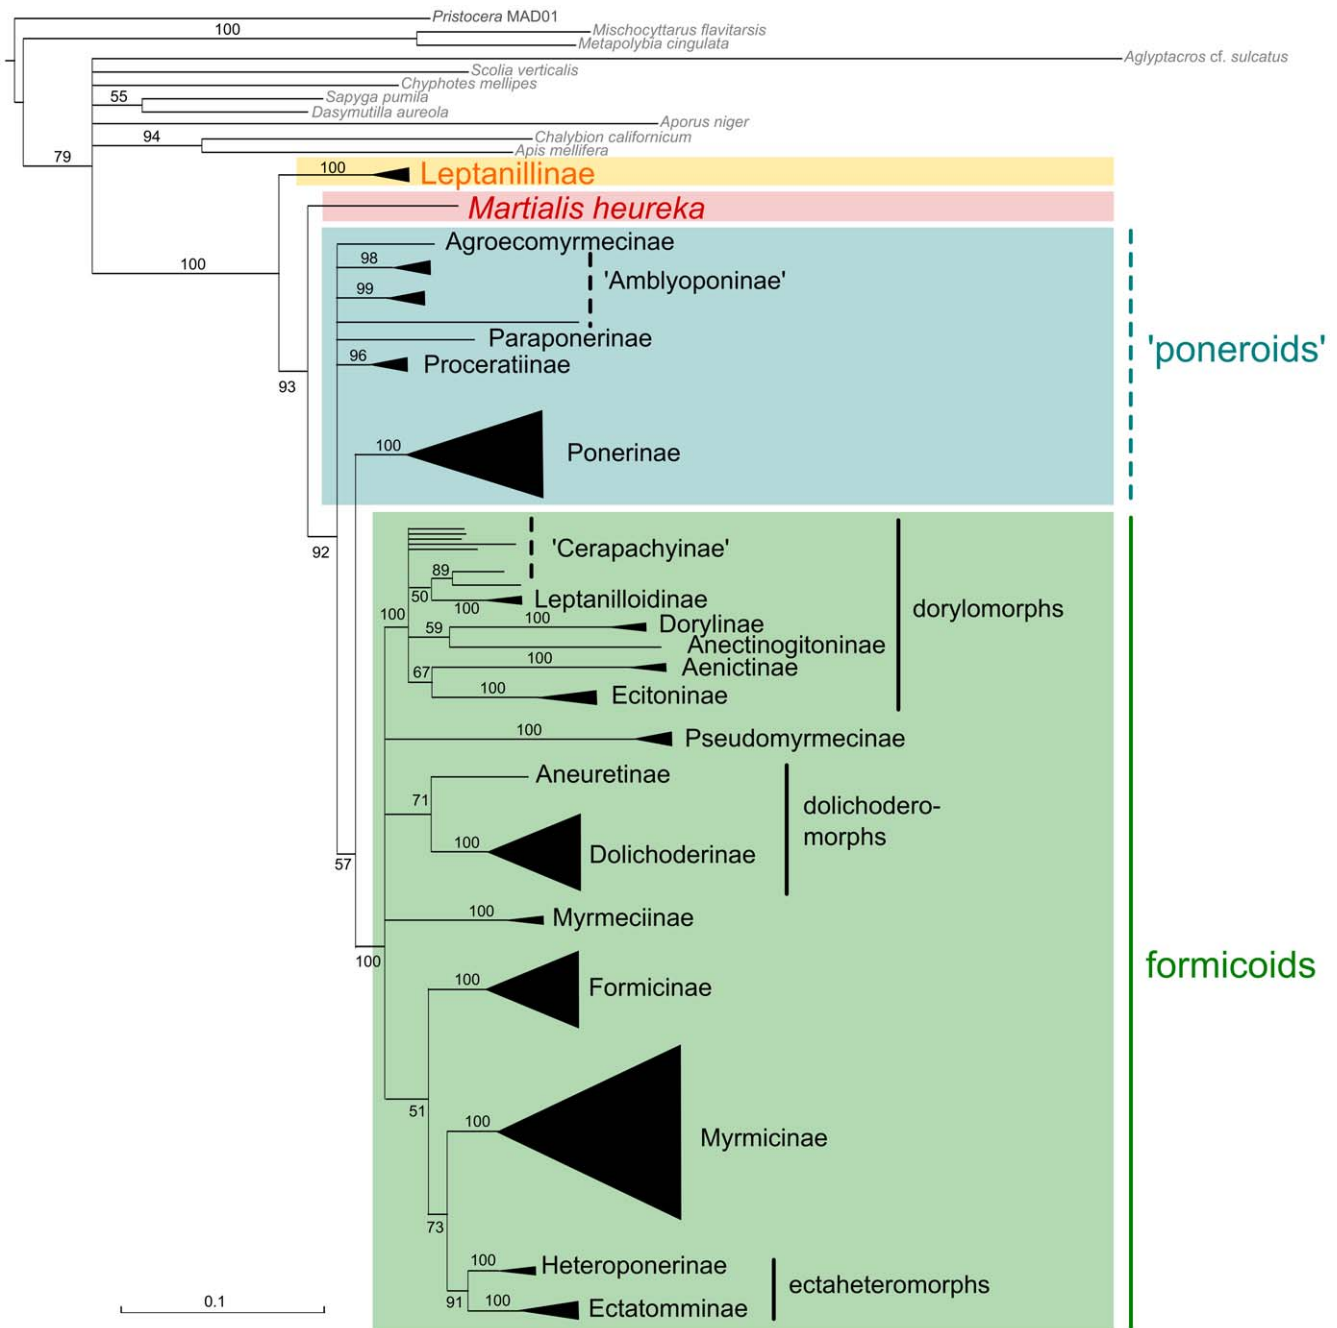 Pristocera MAD01
100
Mischocyttarus flavitarsis
Metapolybia cingulata
Aglyptacros cf. sulcatus
Scolia verticalis
Chyphotes mellipes
55
Sapyga pumila
Dasymutilla aureola
Aporus niger
94
Chalybion californicum
Apis mellifera
79
100
Leptanillinae
Martialis heureka
Agroecomyrmecinae
98
'Amblyoponinae'
99
100
Paraponerinae
'poneroids'
96
Proceratiinae
93
100
Ponerinae
92
'Cerapachyinae'
89
50
100
Leptanilloidinae
dorylomorphs
100
59
100
Dorylinae
Anectinogitoninae
67
100
Aenictinae
100
Ecitoninae
100
Pseudomyrmecinae
Aneuretinae
71
dolichodero-
morphs
100
Dolichoderinae
57
100
Myrmeciinae
100
formicoids
100
Formicinae
51
100
Myrmicinae
73
100
Heteroponerinae
ectaheteromorphs
91
100
Ectatomminae
0.1